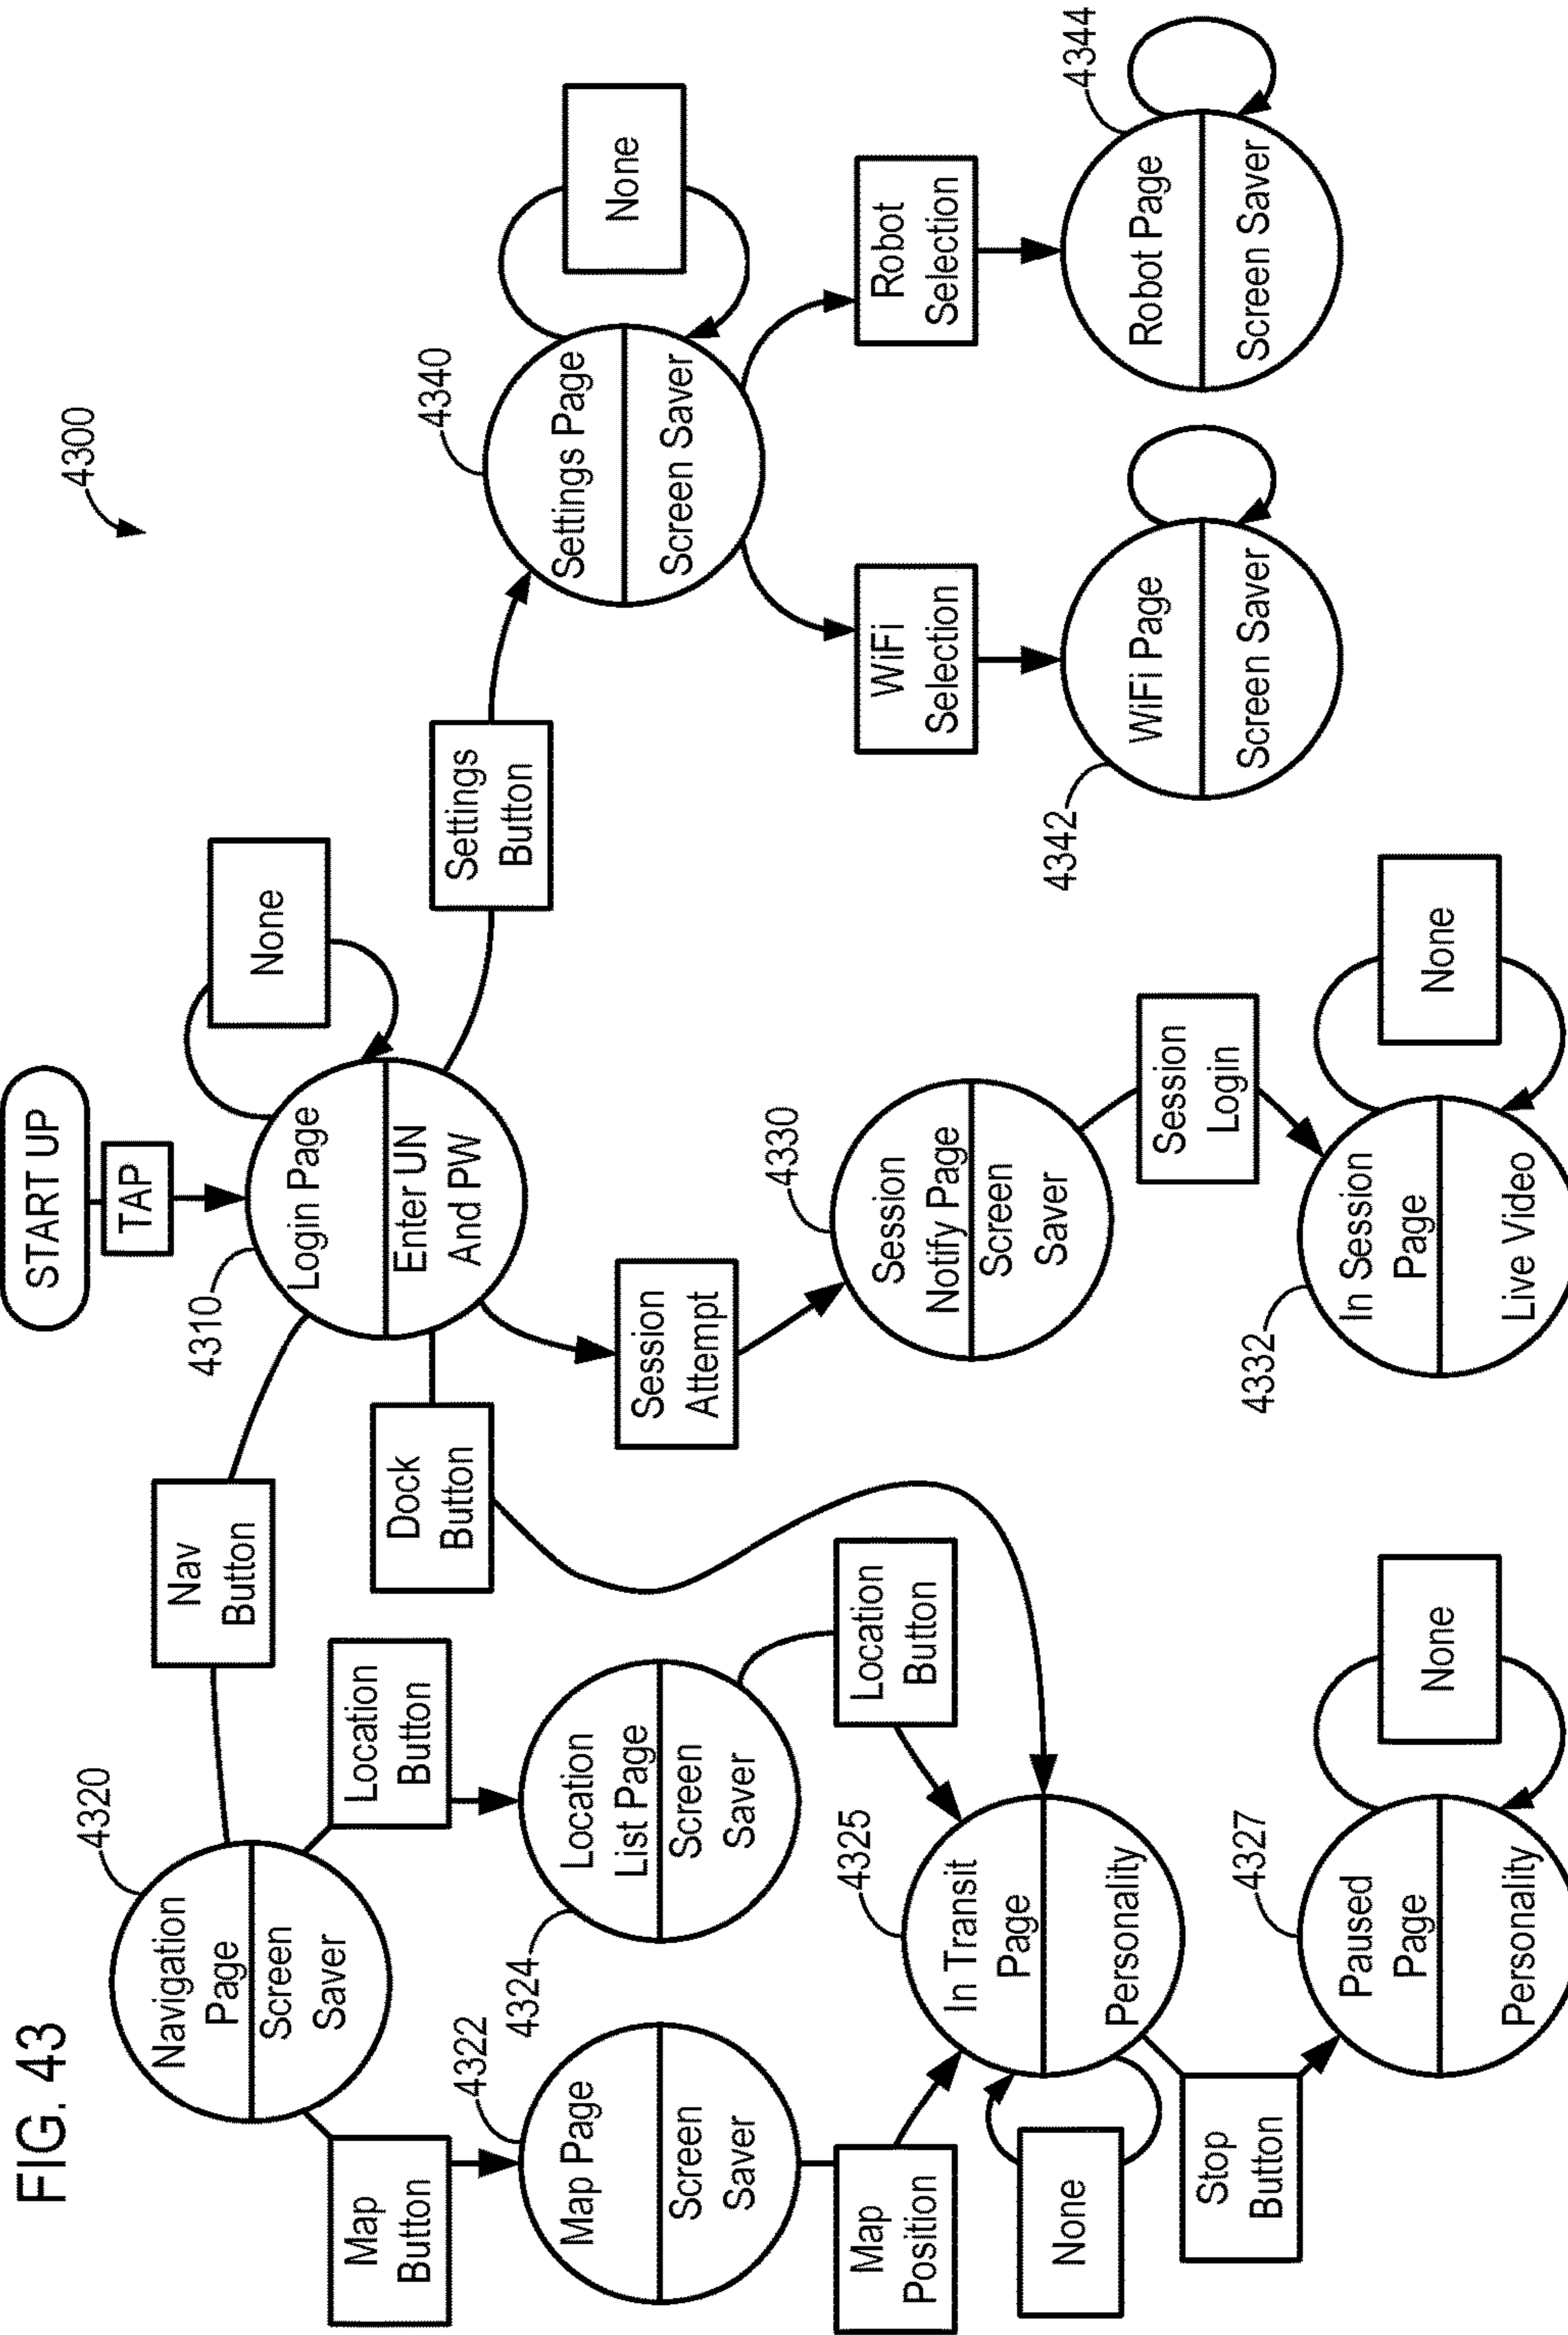 FIG. 43
4300
START UP
TAP
4310
Login Page
Enter UN
And PW
None
Nav
Button
Dock
Button
Settings
Button
Session
Attempt
4320
Navigation
Page
Screen
Saver
Map
Button
Location
Button
4322
Map Page
Screen
Saver
4324
Location
List Page
Screen
Saver
Map
Position
Location
Button
4325
In Transit
Page
Personality
None
Stop
Button
4327
Paused
Page
Personality
None
4330
Session
Notify Page
Screen
Saver
Session
Login
4332
In Session
Page
Live Video
None
4340
Settings Page
Screen Saver
None
WiFi
Selection
Robot
Selection
4342
WiFi Page
Screen Saver
4344
Robot Page
Screen Saver